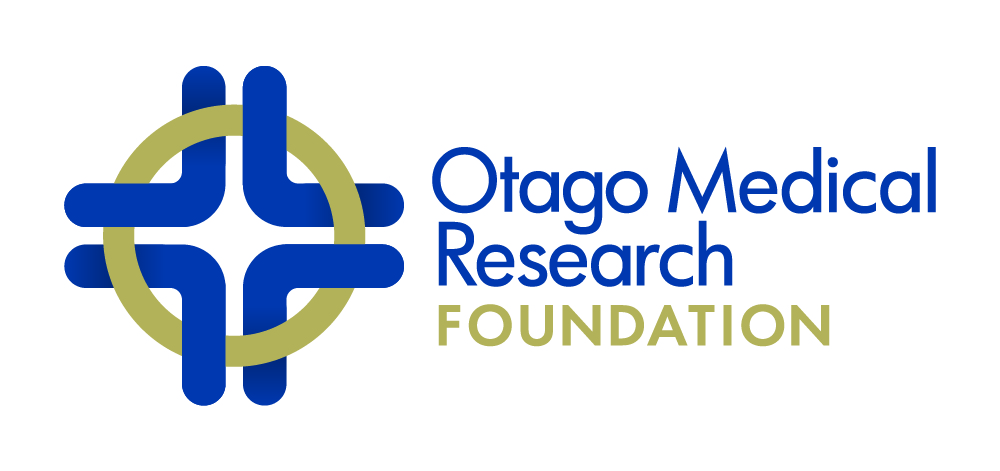 Otago Medical
Research
FOUNDATION